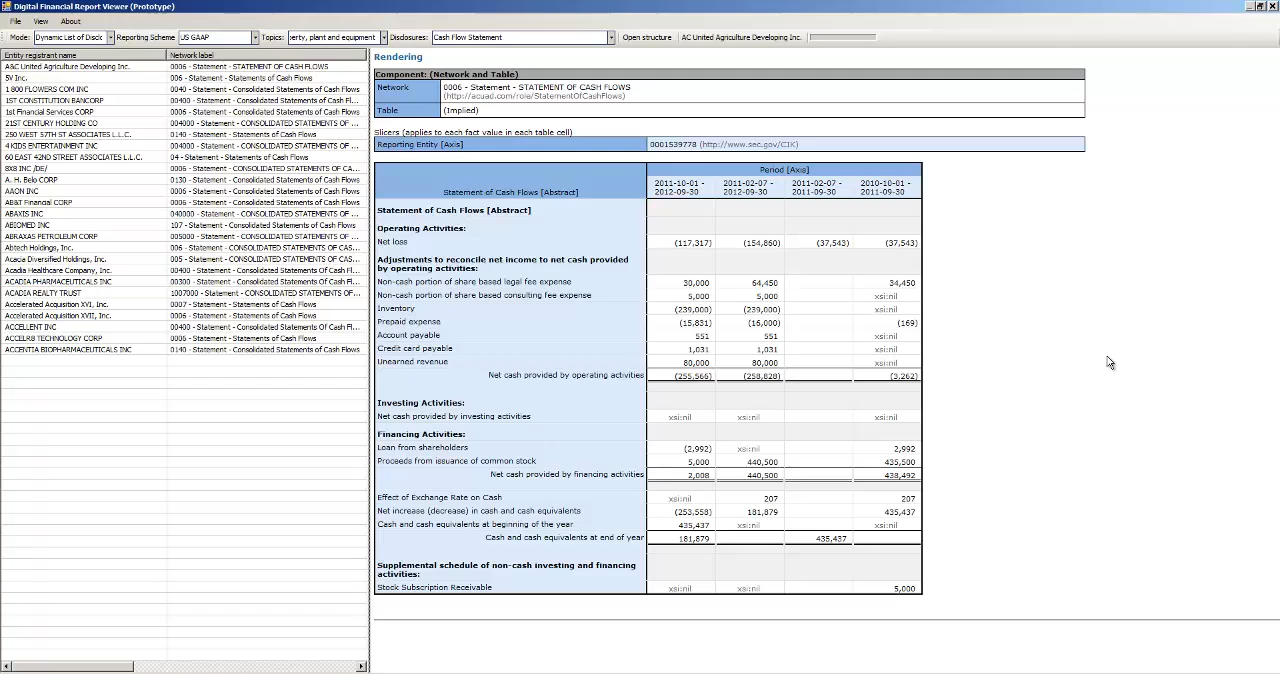 Digital Financial Report Viewer (Prototype)
File View About
Mode: Dynamic List of Discl Reporting Scheme US GAAP Topics: erty, plant and equipment Disclosures: Cash Flow Statement Open structure AC United Agriculture Developing Inc.
Entity registrant name Network label
A&C United Agriculture Developing Inc. 0006 - Statement - STATEMENT OF CASH FLOWS
5V Inc. 006 - Statement - Statements of Cash Flows
1 800 FLOWERS COM INC 0040 - Statement - Consolidated Statements of Cash Flows
1ST CONSTITUTION BANCORP 00400 - Statement - Consolidated Statements of Cash Fl...
1st Financial Services CORP 0006 - Statement - Consolidated Statements of Cash Flows
21ST CENTURY HOLDING CO 004000 - Statement - CONSOLIDATED STATEMENTS OF ...
250 WEST 57TH ST ASSOCIATES L.L.C. 0140 - Statement - Statements of Cash Flows
4 KIDS ENTERTAINMENT INC 004000 - Statement - CONSOLIDATED STATEMENTS OF ...
60 EAST 42ND STREET ASSOCIATES L.L.C. 04 - Statement - Statements of Cash Flows
8X8 INC /DE/ 0006 - Statement - CONSOLIDATED STATEMENTS OF CA...
A. H. Belo CORP 0130 - Statement - Consolidated Statements of Cash Flows
AAON INC 0006 - Statement - Consolidated Statements of Cash Flows
AB&T Financial CORP 0006 - Statement - Consolidated Statements of Cash Flows
ABAXIS INC 040000 - Statement - CONSOLIDATED STATEMENTS OF ...
ABIOMED INC 107 - Statement - Consolidated Statements of Cash Flows
ABRAXAS PETROLEUM CORP 005000 - Statement - Consolidated Statements of Cash F...
Abtech Holdings, Inc. 006 - Statement - CONSOLIDATED STATEMENTS OF CAS...
Acacia Diversified Holdings, Inc. 005 - Statement - CONSOLIDATED STATEMENTS OF CAS...
Acadia Healthcare Company, Inc. 00400 - Statement - Consolidated Statements of Cash Fl...
ACADIA PHARMACEUTICALS INC 00300 - Statement - Consolidated Statements of Cash Fl...
ACADIA REALTY TRUST 1007000 - Statement - CONSOLIDATED STATEMENTS OF...
Accelerated Acquisition XVI, Inc. 0007 - Statement - Statements of Cash Flows
Accelerated Acquisition XVII, Inc. 0006 - Statement - Statements of Cash Flows
ACCELLENT INC 00400 - Statement - Consolidated Statements Of Cash Fl...
ACCELR8 TECHNOLOGY CORP 0006 - Statement - Statements of Cash Flows
ACCENTIA BIOPHARMACEUTICALS INC 0140 - Statement - Consolidated Statements of Cash Flows
Rendering
Component: (Network and Table)
Network 0006 - Statement - STATEMENT OF CASH FLOWS
(http://acuad.com/role/StatementOfCashFlows)
Table (Implied)
Slicers (applies to each fact value in each table cell)
Reporting Entity [Axis] 0001539778 (http://www.sec.gov/CIK)
Period [Axis]
Statement of Cash Flows [Abstract] 2011-10-01 - 2012-09-30 2011-02-07 - 2012-09-30 2011-02-07 - 2011-09-30 2010-10-01 - 2011-09-30
Statement of Cash Flows [Abstract]
Operating Activities:
Net loss (117,317) (154,860) (37,543) (37,543)
Adjustments to reconcile net income to net cash provided
by operating activities:
Non-cash portion of share based legal fee expense 30,000 64,450 34,450
Non-cash portion of share based consulting fee expense 5,000 5,000 xsi:nil
Inventory (239,000) (239,000) xsi:nil
Prepaid expense (15,831) (16,000) (169)
Account payable 551 551 xsi:nil
Credit card payable 1,031 1,031 xsi:nil
Unearned revenue 80,000 80,000 xsi:nil
Net cash provided by operating activities (255,566) (258,828) (3,262)
Investing Activities:
Net cash provided by investing activities xsi:nil xsi:nil xsi:nil
Financing Activities:
Loan from shareholders (2,992) xsi:nil 2,992
Proceeds from issuance of common stock 5,000 440,500 435,500
Net cash provided by financing activities 2,008 440,500 438,492
Effect of Exchange Rate on Cash xsi:nil 207 207
Net increase (decrease) in cash and cash equivalents (253,558) 181,879 435,437
Cash and cash equivalents at beginning of the year 435,437 xsi:nil xsi:nil
Cash and cash equivalents at end of year 181,879 435,437
Supplemental schedule of non-cash investing and financing
activities:
Stock Subscription Receivable xsi:nil xsi:nil 5,000